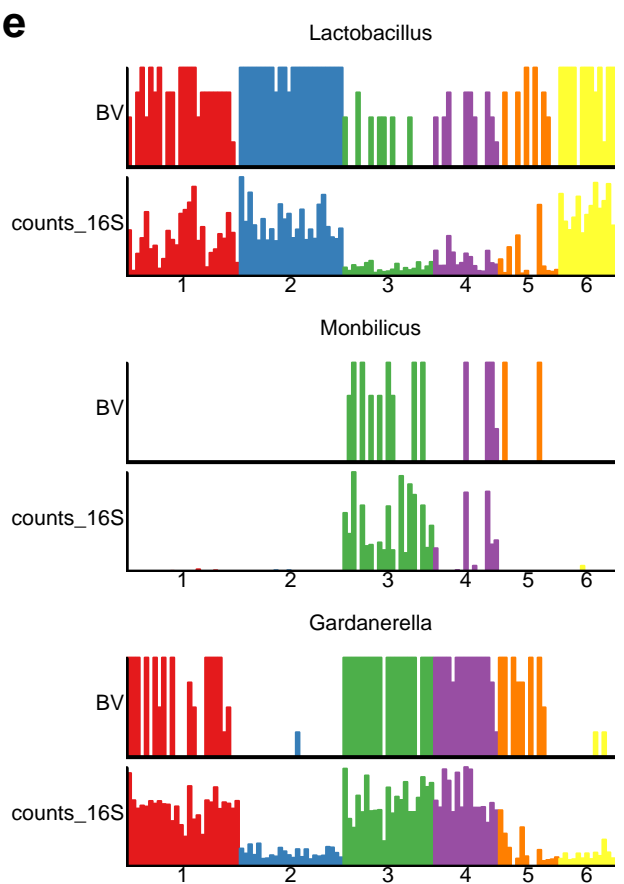 e
Lactobacillus
BV
counts_16S
1 2 3 4 5 6
Monbilicus
BV
counts_16S
1 2 3 4 5 6
Gardanerella
BV
counts_16S
1 2 3 4 5 6